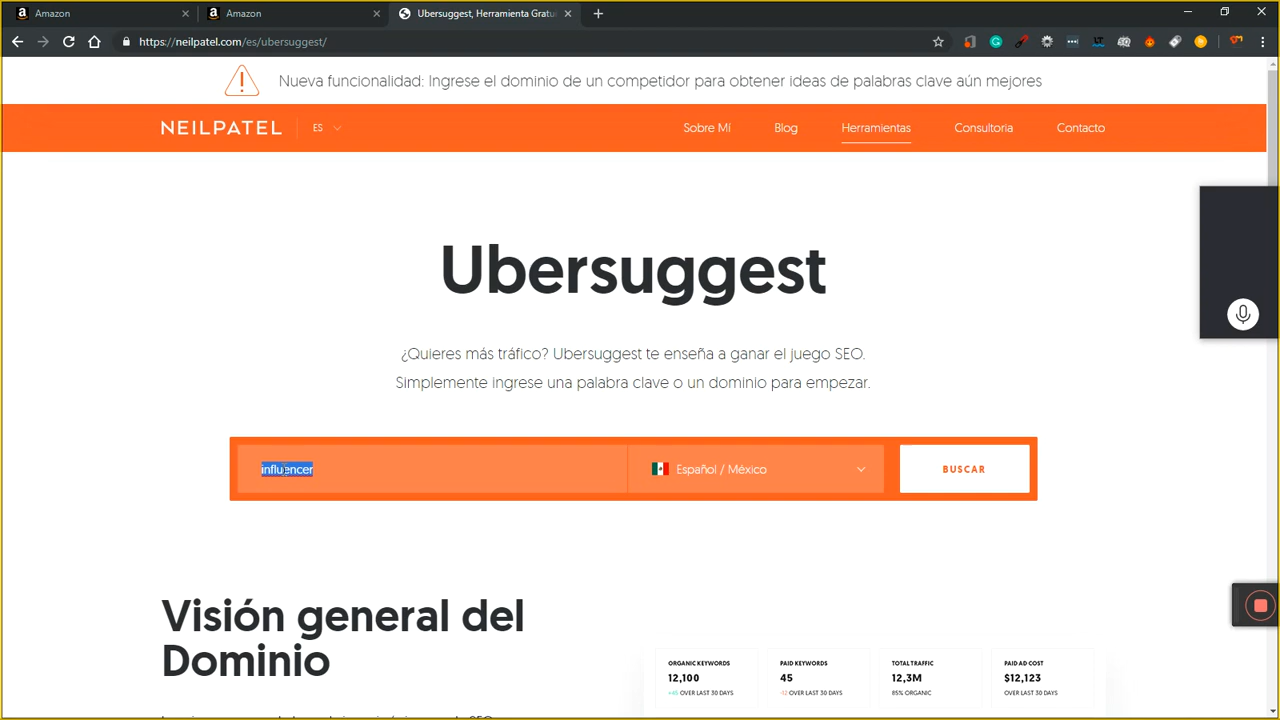 Amazon
Amazon
Ubersuggest, Herramienta Gratu
https://neilpatel.com/es/ubersuggest/
Nueva funcionalidad: Ingrese el dominio de un competidor para obtener ideas de palabras clave aún mejores
NEILPATEL
ES
Sobre Mí
Blog
Herramientas
Consultoria
Contacto
Ubersuggest
¿Quieres más tráfico? Ubersuggest te enseña a ganar el juego SEO.
Simplemente ingrese una palabra clave o un dominio para empezar.
influencer
Español / México
BUSCAR
Visión general del
Dominio
ORGANIC KEYWORDS
12,100
OVER LAST 30 DAYS
PAID KEYWORDS
45
-12 OVER LAST 30 DAYS
TOTAL TRAFFIC
12,3M
85% ORGANIC
PAID AD COST
$12,123
OVER LAST 30 DAYS